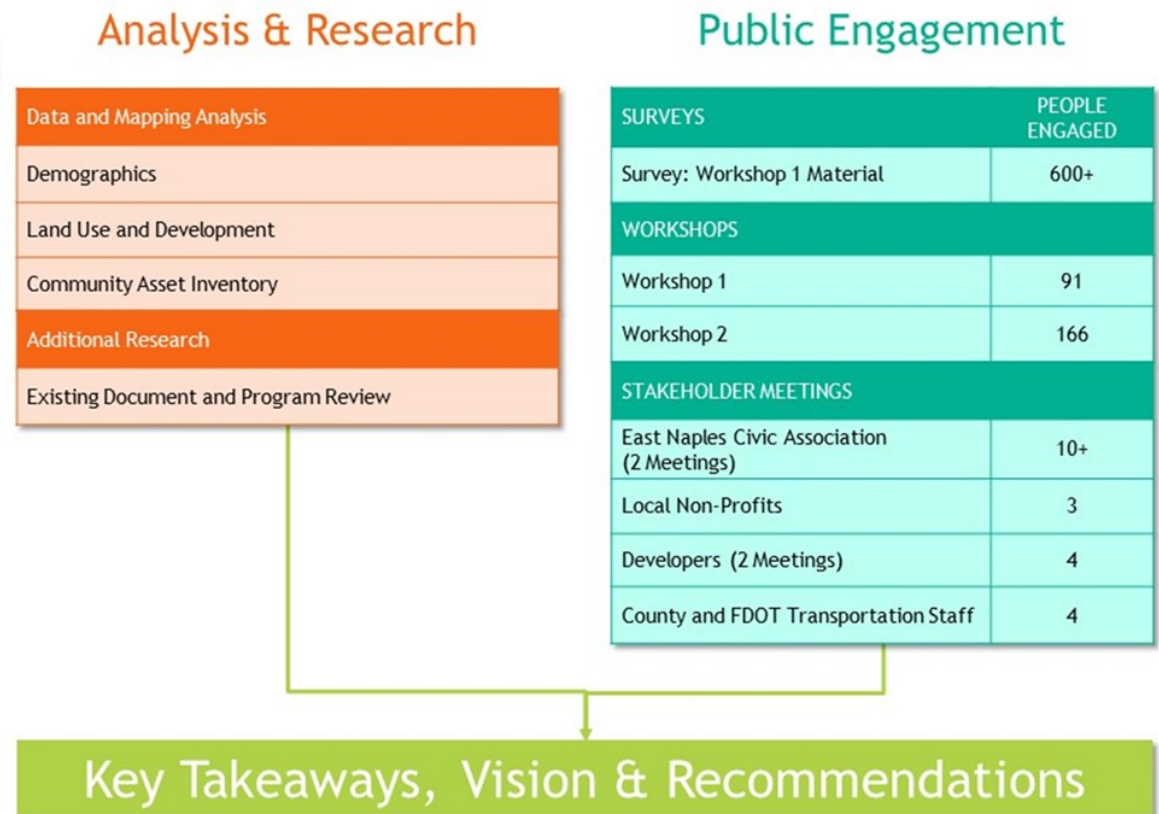 Analysis & Research
Data and Mapping Analysis
Demographics
Land Use and Development
Community Asset Inventory
Additional Research
Existing Document and Program Review
Public Engagement
SURVEYS
PEOPLE
ENGAGED
Survey: Workshop 1 Material
600+
WORKSHOPS
Workshop 1
91
Workshop 2
166
STAKEHOLDER MEETINGS
East Naples Civic Association
(2 Meetings)
10+
Local Non-Profits
3
Developers (2 Meetings)
4
County and FDOT Transportation Staff
4
Key Takeaways, Vision & Recommendations